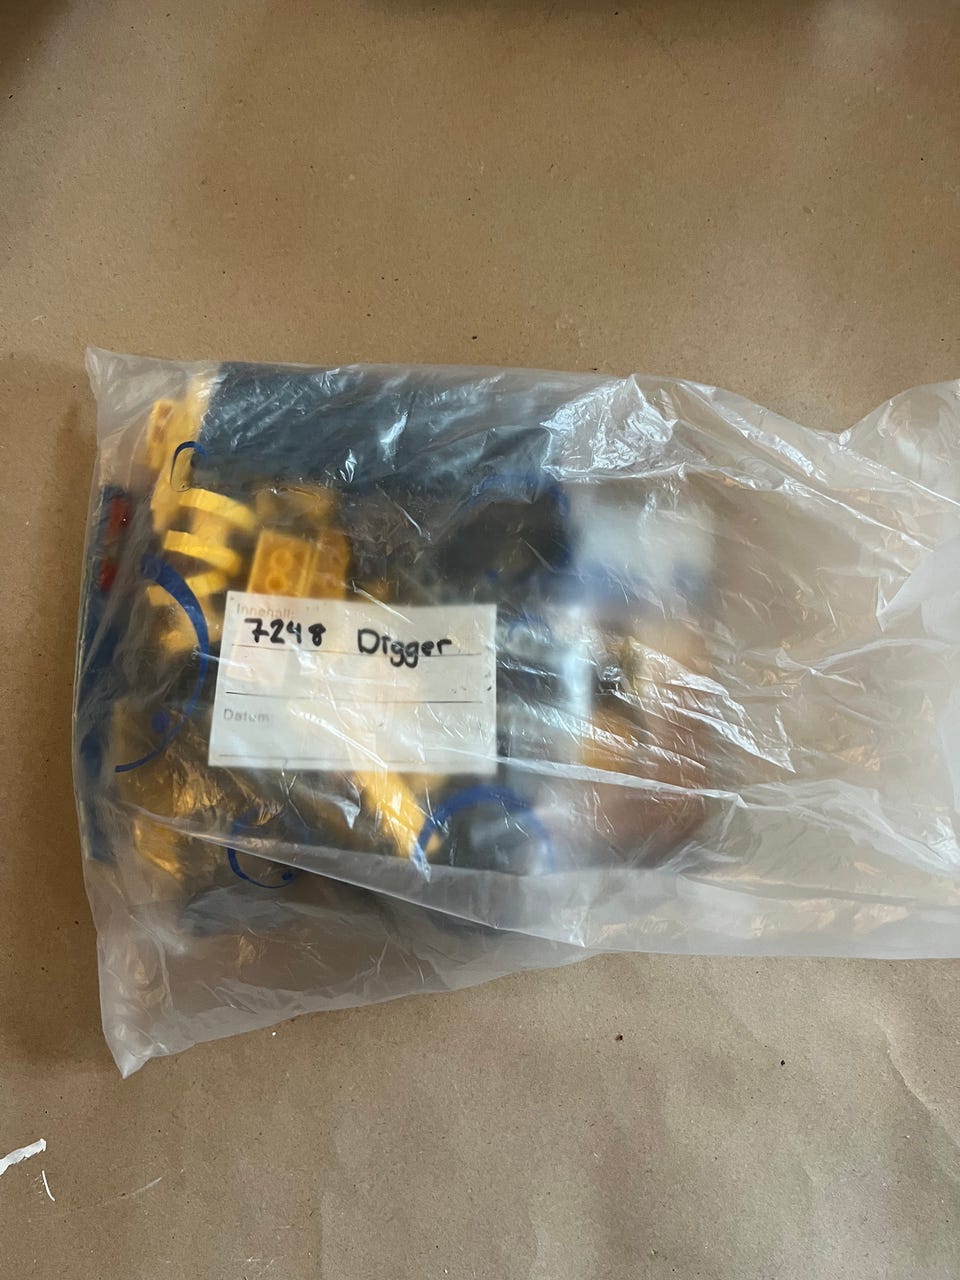 Innehåll:
7248 Digger
Datum: